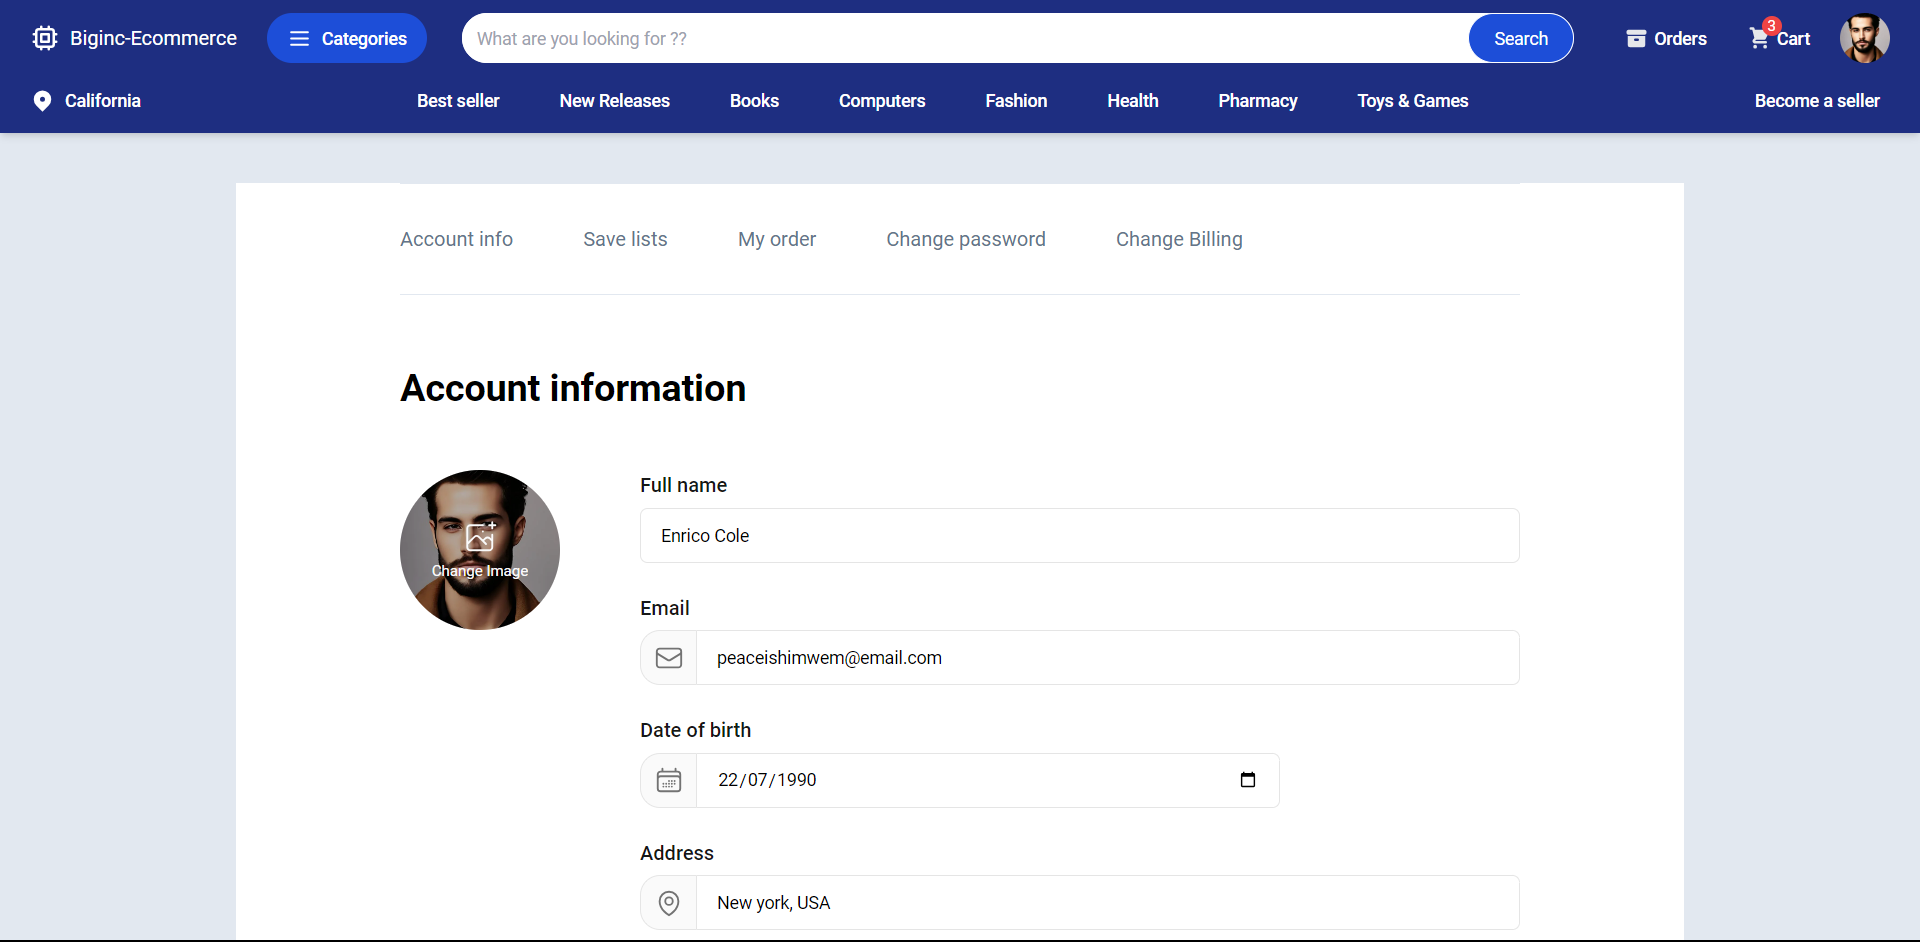 Biginc-Ecommerce
Categories
What are you looking for ??
Search
Orders
3
Cart
California
Best seller
New Releases
Books
Computers
Fashion
Health
Pharmacy
Toys & Games
Become a seller
Account info
Save lists
My order
Change password
Change Billing
Account information
Change Image
Full name
Enrico Cole
Email
peaceishimwem@email.com
Date of birth
22/07/1990
Address
New york, USA